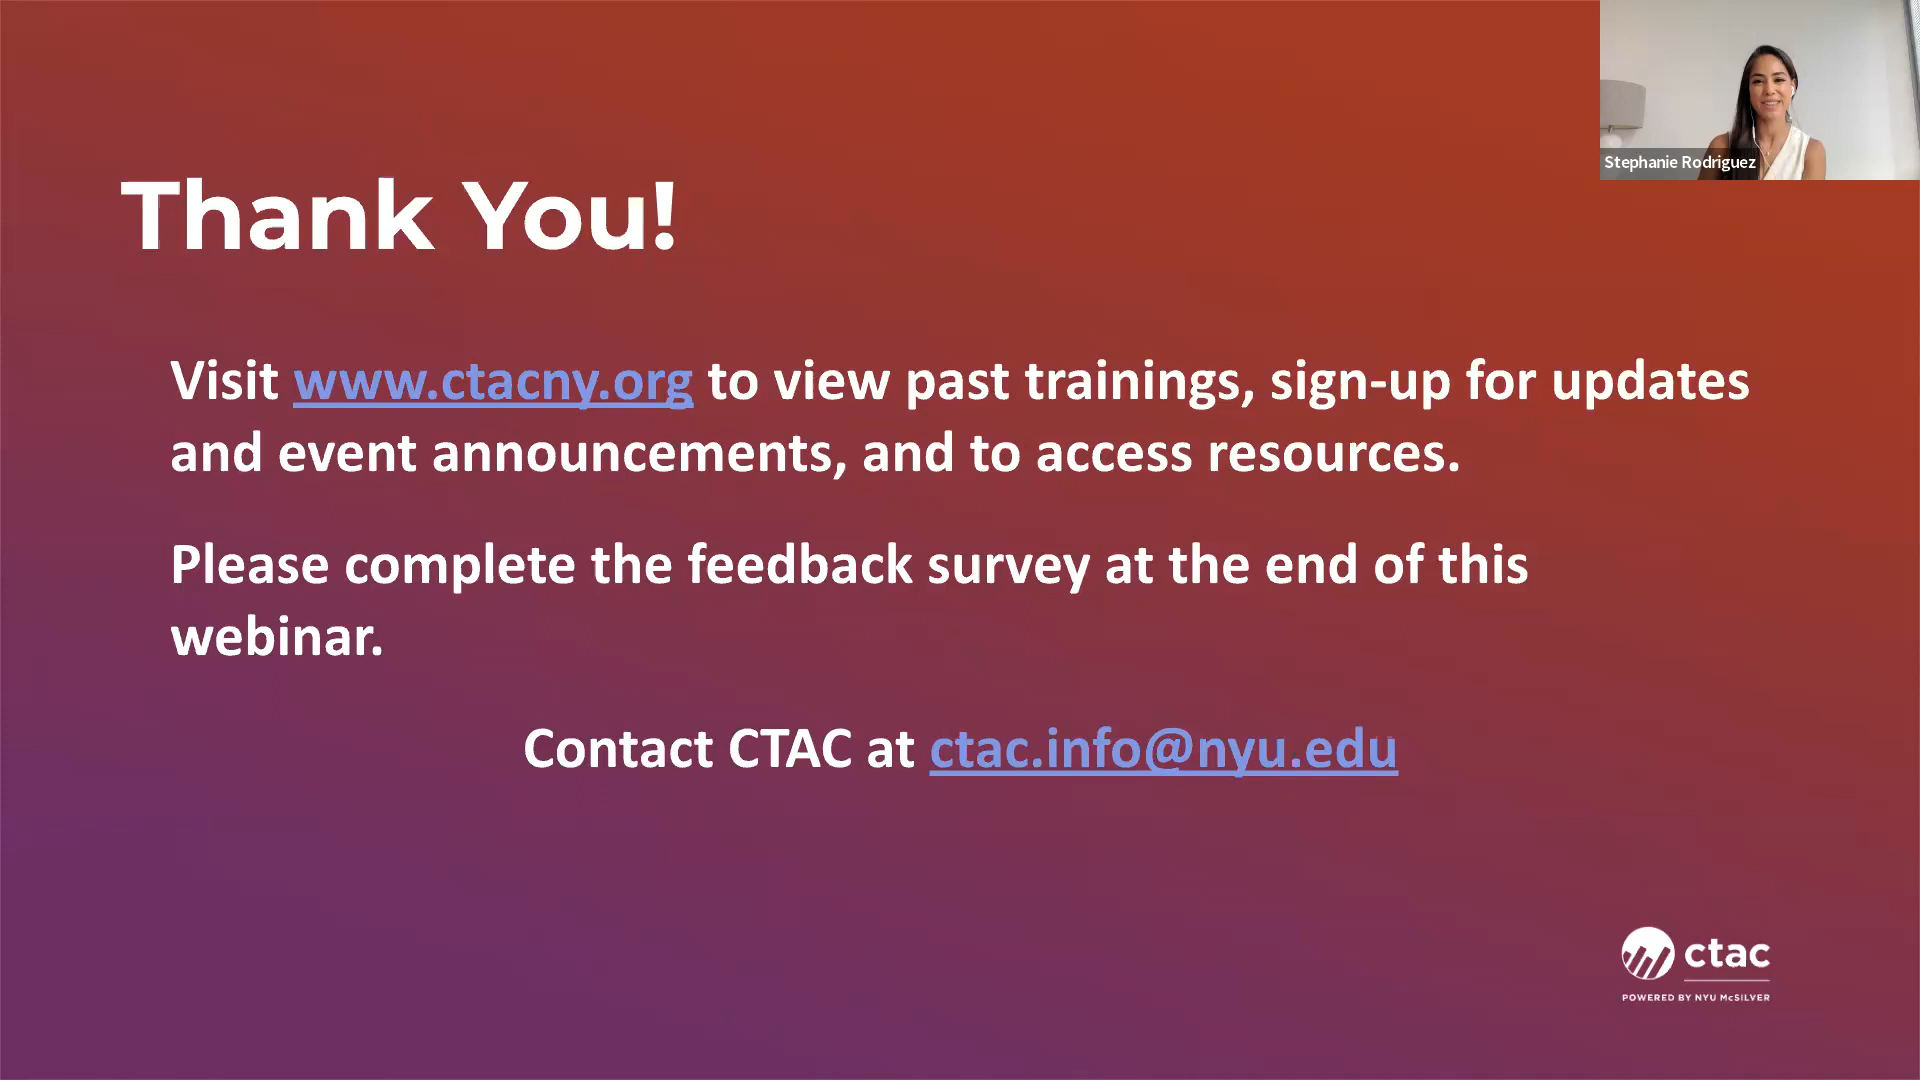 Stephanie Rodriguez
Thank You!
Visit www.ctacny.org to view past trainings, sign-up for updates
and event announcements, and to access resources.
Please complete the feedback survey at the end of this
webinar.
Contact CTAC at ctac.info@nyu.edu
ctac
POWERED BY NYU McSILVER